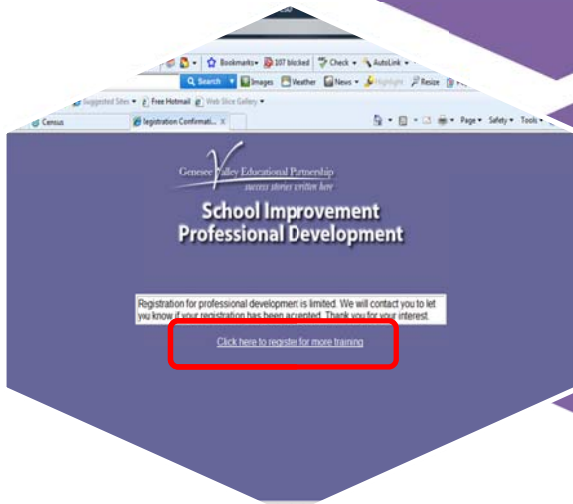 Bookmarks 107 blocked Check AutoLink
Search Images Weather News Highlight Resize
Suggested Sites Free Hotmail Web Slice Gallery
Census egistration Confirmati... X Page Safety Tools
Genesee Valley Educational Partnership
success stories written here
School Improvement
Professional Development
Registration for professional development is limited. We will contact you to let
you know if your registration has been accepted. Thank you for your interest.
Click here to register for more training